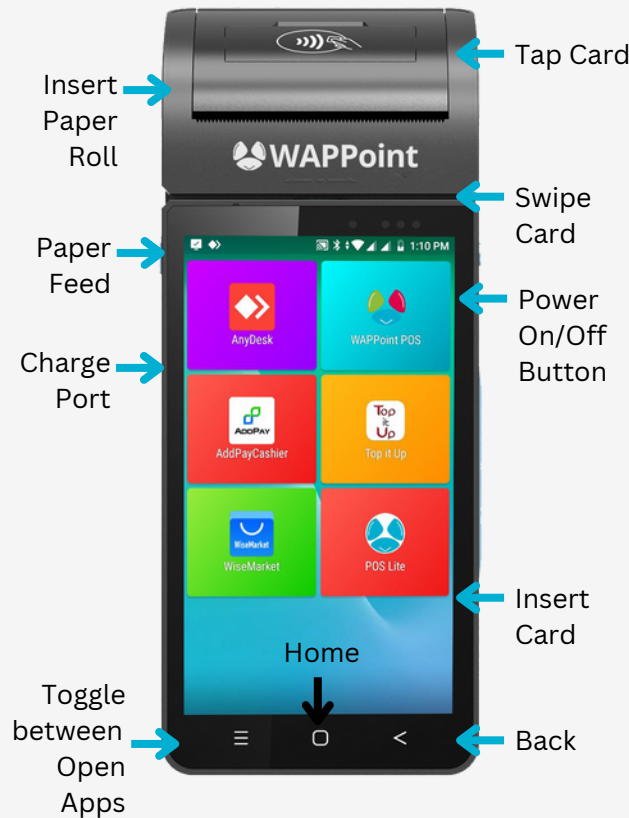 Tap Card
Insert
Paper
Roll
WAPPoint
Swipe
Card
Paper
Feed
1:10 PM
Power
On/Off
Button
AnyDesk
WAPPoint POS
Charge
Port
ADDPAY
AddPayCashier
Top
it
Up
Top it Up
WiseMarket
WiseMarket
POS Lite
Insert
Card
Home
Toggle
between
Open
Apps
Back